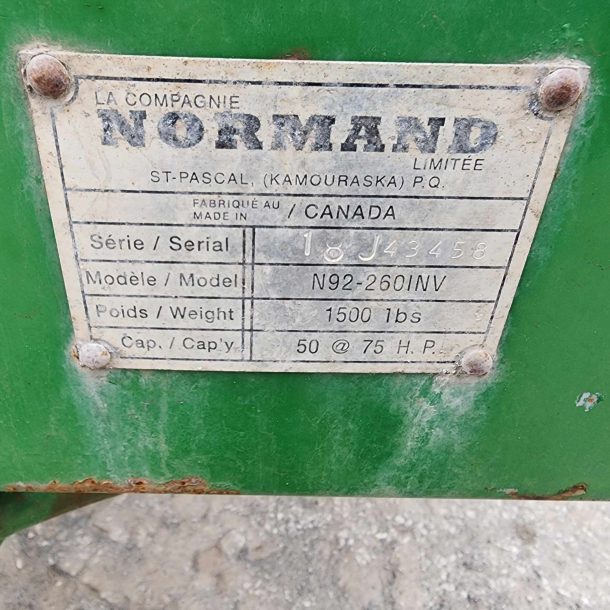 LA COMPAGNIE
NORMAND
LIMITÉE
ST-PASCAL, (KAMOURASKA) P.Q.
FABRIQUÉ AU
MADE IN / CANADA
Série / Serial 18J43458
Modèle / Model N92-260INV
Poids / Weight 1500 lbs
Cap. / Cap'y 50 @ 75 H.P.